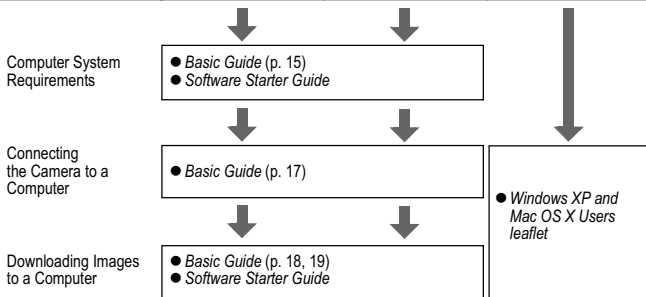 Computer System
Requirements
● Basic Guide (p. 15)
● Software Starter Guide
Connecting
the Camera to a
Computer
● Basic Guide (p. 17)
● Windows XP and
Mac OS X Users
leaflet
Downloading Images
to a Computer
● Basic Guide (p. 18, 19)
● Software Starter Guide